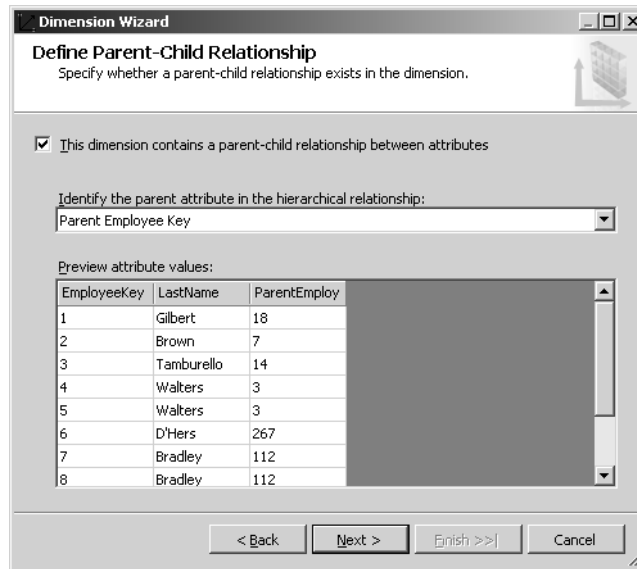 Dimension Wizard
Define Parent-Child Relationship
Specify whether a parent-child relationship exists in the dimension.
This dimension contains a parent-child relationship between attributes
Identify the parent attribute in the hierarchical relationship:
Parent Employee Key
Preview attribute values:
EmployeeKey LastName ParentEmploy
1 Gilbert 18
2 Brown 7
3 Tamburello 14
4 Walters 3
5 Walters 3
6 D'Hers 267
7 Bradley 112
8 Bradley 112
< Back Next > Finish >>| Cancel